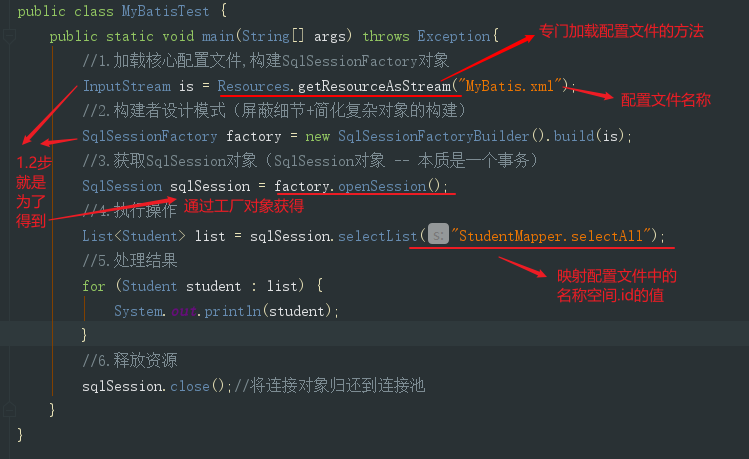 public class MyBatisTest {
public static void main(String[] args) throws Exception{
专门加载配置文件的方法
//1.加载核心配置文件,构建SqlSessionFactory对象
InputStream is = Resources.getResourceAsStream("MyBatis.xml");
配置文件名称
//2.构建者设计模式（屏蔽细节+简化复杂对象的构建）
SqlSessionFactory factory = new SqlSessionFactoryBuilder().build(is);
1.2步
就是
为了
得到
//3.获取SqlSession对象（SqlSession对象 -- 本质是一个事务）
SqlSession sqlSession = factory.openSession();
通过工厂对象获得
//4.执行操作
List<Student> list = sqlSession.selectList( s: "StudentMapper.selectAll");
映射配置文件中的
名称空间.id的值
//5.处理结果
for (Student student : list) {
System.out.println(student);
}
//6.释放资源
sqlSession.close();//将连接对象归还到连接池
}
}